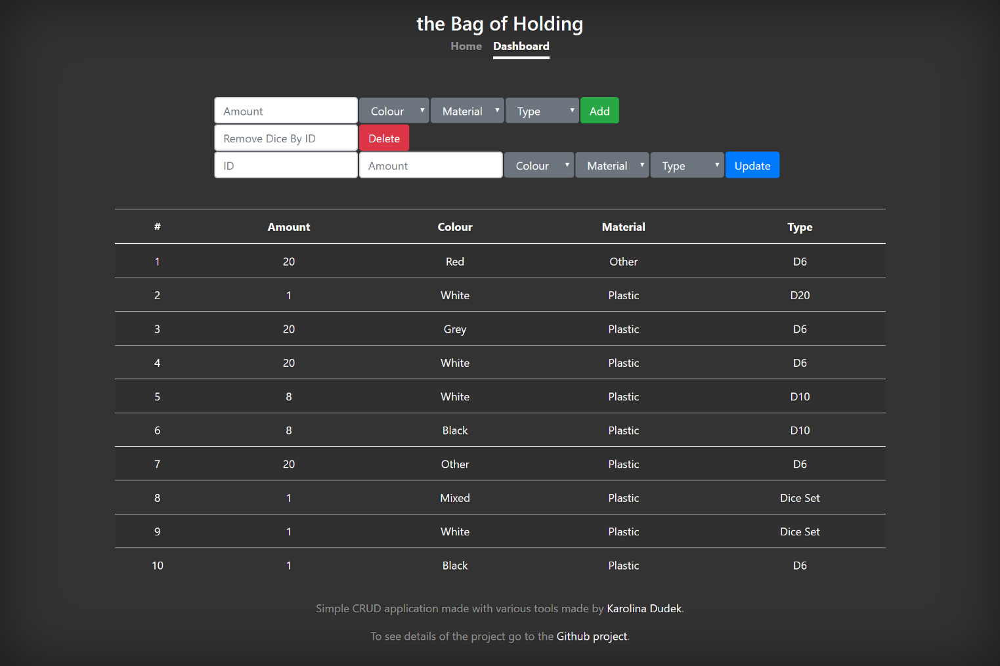 the Bag of Holding
Home Dashboard
Amount Colour Material Type Add
Remove Dice By ID Delete
ID Amount Colour Material Type Update
# Amount Colour Material Type
1 20 Red Other D6
2 1 White Plastic D20
3 20 Grey Plastic D6
4 20 White Plastic D6
5 8 White Plastic D10
6 8 Black Plastic D10
7 20 Other Plastic D6
8 1 Mixed Plastic Dice Set
9 1 White Plastic Dice Set
10 1 Black Plastic D6
Simple CRUD application made with various tools made by Karolina Dudek.
To see details of the project go to the Github project.